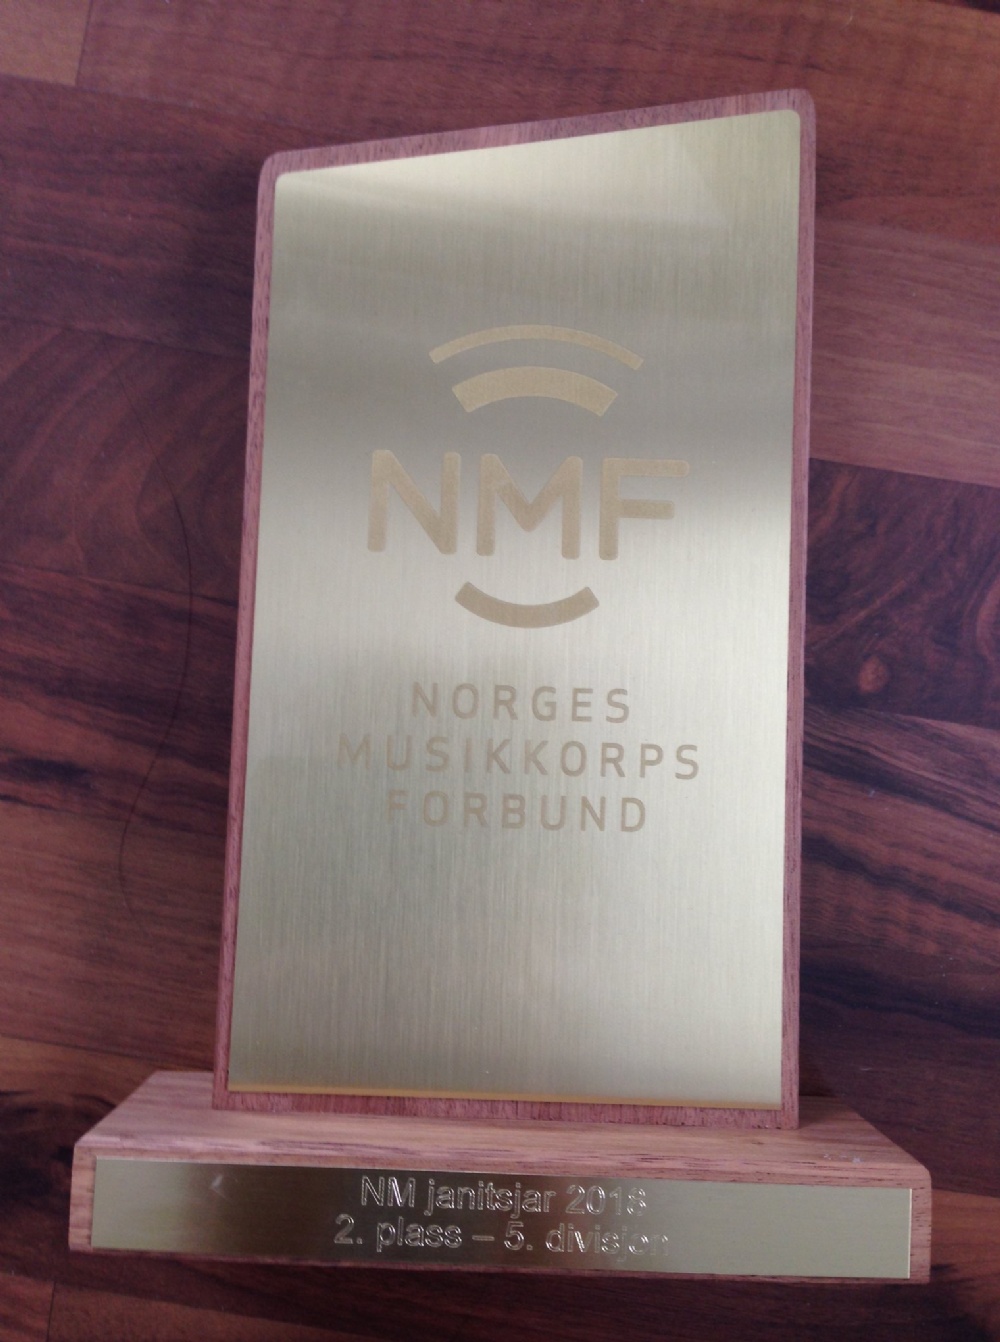 NMF
NORGES
MUSIKKORPS
FORBUND
NM janitsjar
2. plass – 5. divisjon